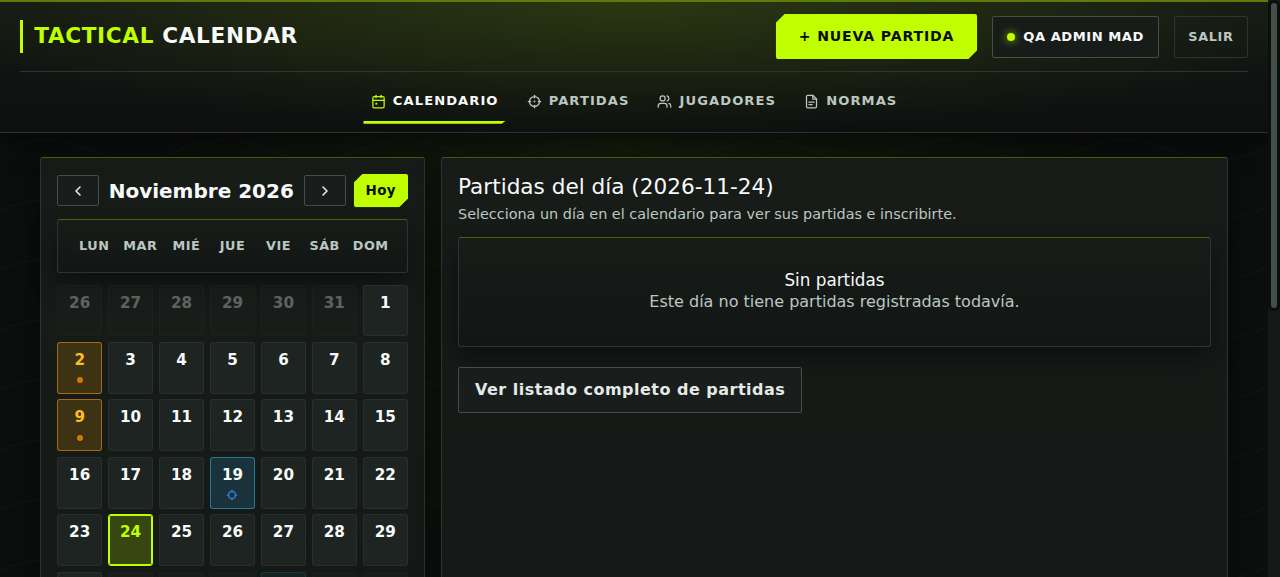 TACTICAL CALENDAR
+ NUEVA PARTIDA
QA ADMIN MAD
SALIR
CALENDARIO
PARTIDAS
JUGADORES
NORMAS
Noviembre 2026
Hoy
LUN MAR MIÉ JUE VIE SÁB DOM
26 27 28 29 30 31 1
2 3 4 5 6 7 8
9 10 11 12 13 14 15
16 17 18 19 20 21 22
23 24 25 26 27 28 29
Partidas del día (2026-11-24)
Selecciona un día en el calendario para ver sus partidas e inscribirte.
Sin partidas
Este día no tiene partidas registradas todavía.
Ver listado completo de partidas